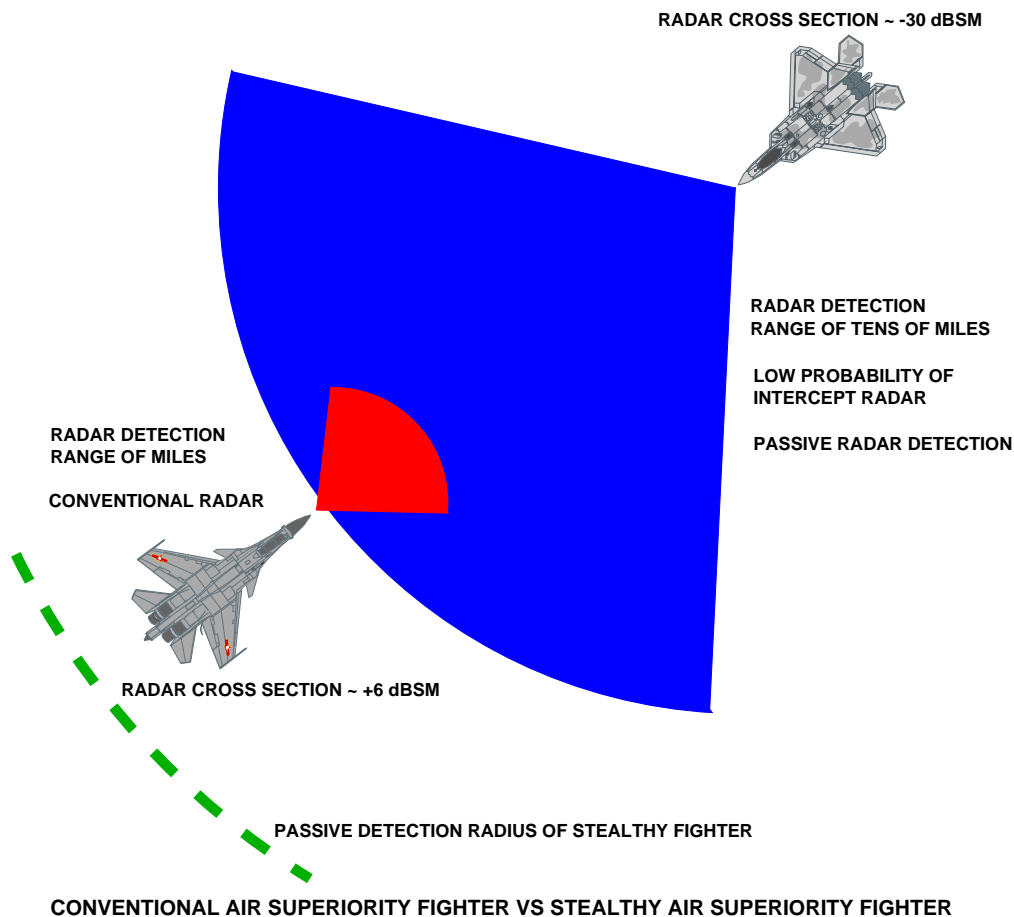 RADAR CROSS SECTION ~ -30 dBSM
RADAR DETECTION
RANGE OF TENS OF MILES
LOW PROBABILITY OF
INTERCEPT RADAR
PASSIVE RADAR DETECTION
RADAR DETECTION
RANGE OF MILES
CONVENTIONAL RADAR
RADAR CROSS SECTION ~ +6 dBSM
PASSIVE DETECTION RADIUS OF STEALTHY FIGHTER
CONVENTIONAL AIR SUPERIORITY FIGHTER VS STEALTHY AIR SUPERIORITY FIGHTER